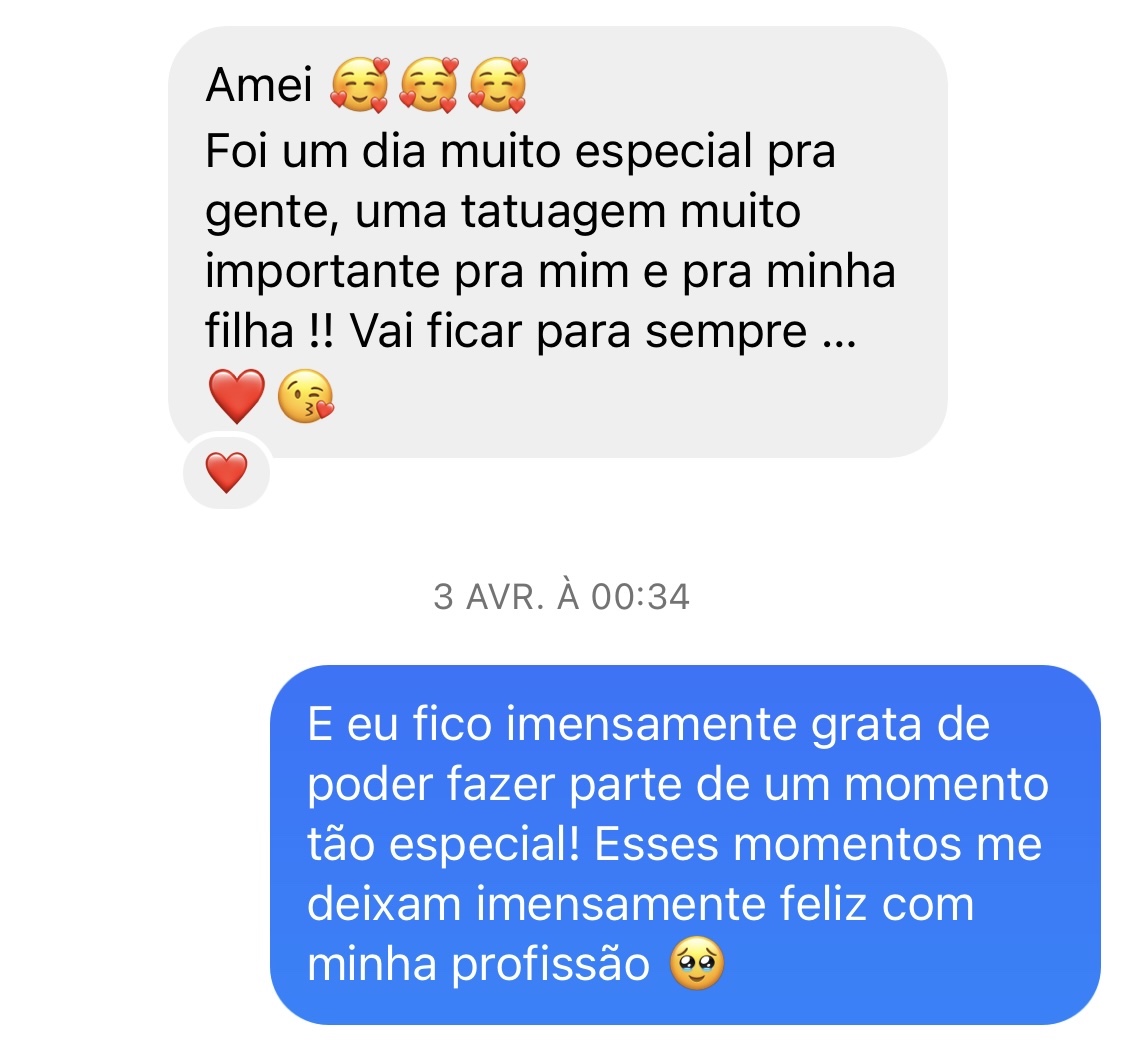 Amei 🥰🥰🥰
Foi um dia muito especial pra
gente, uma tatuagem muito
importante pra mim e pra minha
filha !! Vai ficar para sempre ...
❤️😘
❤️
3 AVR. À 00:34
E eu fico imensamente grata de
poder fazer parte de um momento
tão especial! Esses momentos me
deixam imensamente feliz com
minha profissão 🥹